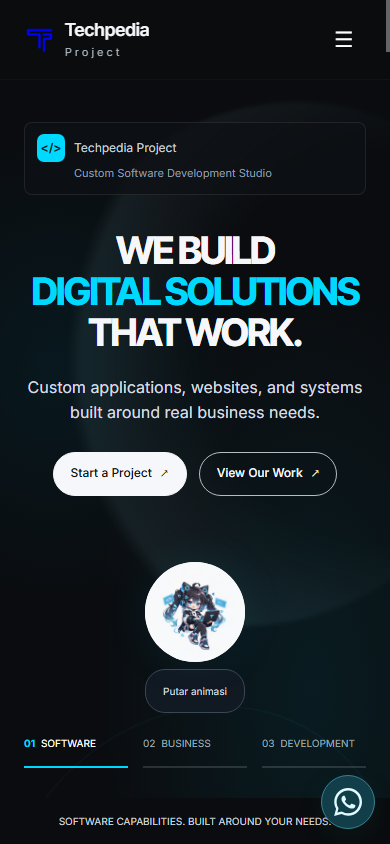 Techpedia
Project
☰
</>
Techpedia Project
Custom Software Development Studio
WE BUILD
DIGITAL SOLUTIONS
THAT WORK.
Custom applications, websites, and systems
built around real business needs.
Start a Project ↗ View Our Work ↗
Putar animasi
01 SOFTWARE 02 BUSINESS 03 DEVELOPMENT
SOFTWARE CAPABILITIES. BUILT AROUND YOUR NEEDS.